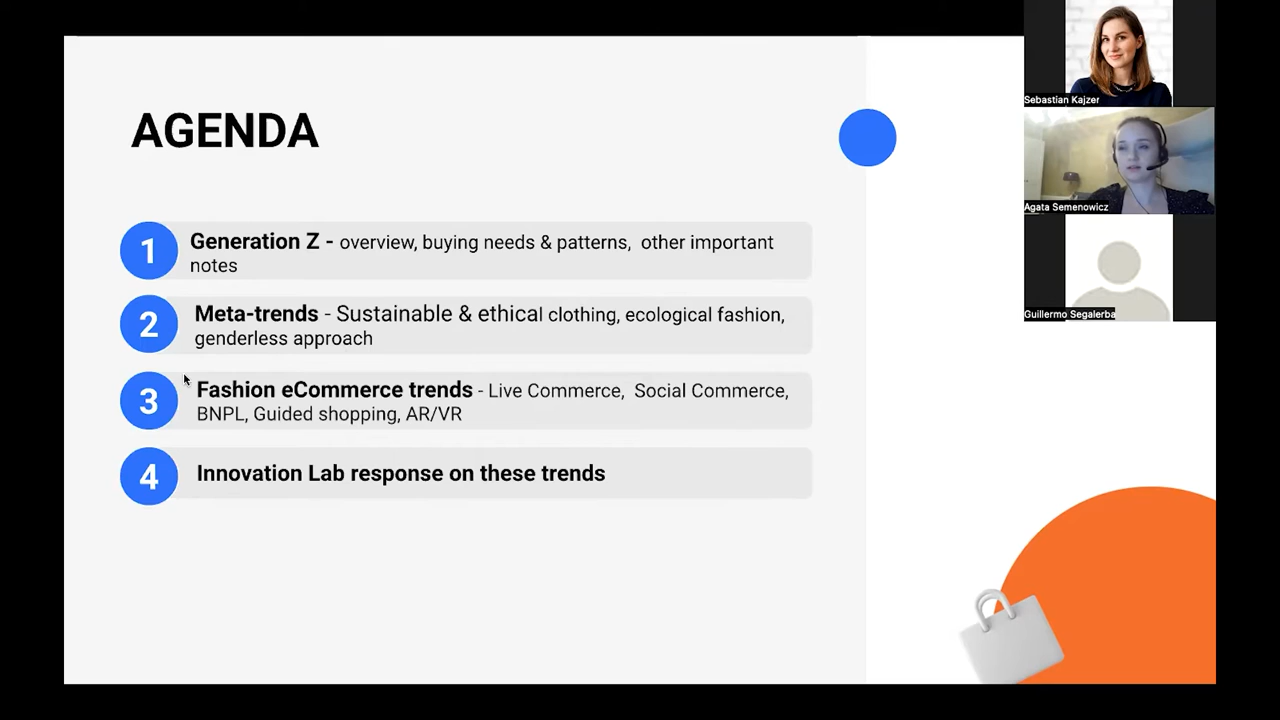 AGENDA
1
Generation Z - overview, buying needs & patterns, other important
notes
2
Meta-trends - Sustainable & ethical clothing, ecological fashion,
genderless approach
3
Fashion eCommerce trends - Live Commerce, Social Commerce,
BNPL, Guided shopping, AR/VR
4
Innovation Lab response on these trends
Sebastian Kajzer
Agata Semenowicz
Guillermo Segalerba